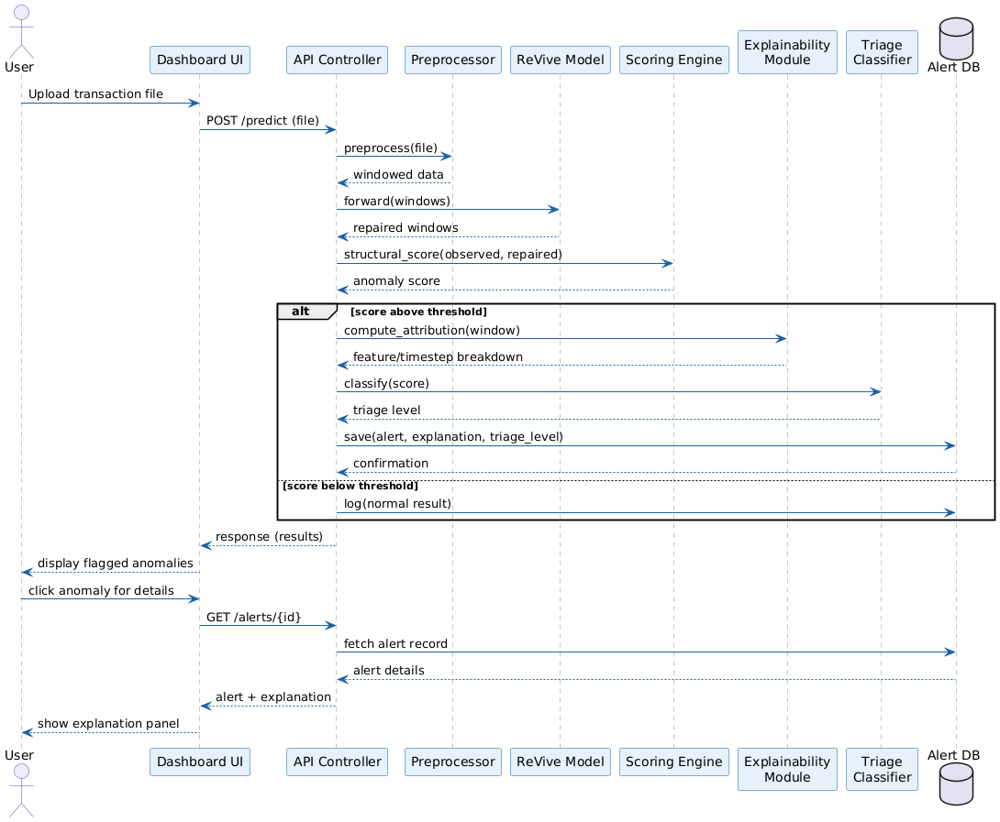 User
Dashboard UI
API Controller
Preprocessor
ReVive Model
Scoring Engine
Explainability
Module
Triage
Classifier
Alert DB
Upload transaction file
POST /predict (file)
preprocess(file)
windowed data
forward(windows)
repaired windows
structural_score(observed, repaired)
anomaly score
alt
[score above threshold]
compute_attribution(window)
feature/timestep breakdown
classify(score)
triage level
save(alert, explanation, triage_level)
confirmation
[score below threshold]
log(normal result)
response (results)
display flagged anomalies
click anomaly for details
GET /alerts/{id}
fetch alert record
alert details
alert + explanation
show explanation panel
User
Dashboard UI
API Controller
Preprocessor
ReVive Model
Scoring Engine
Explainability
Module
Triage
Classifier
Alert DB